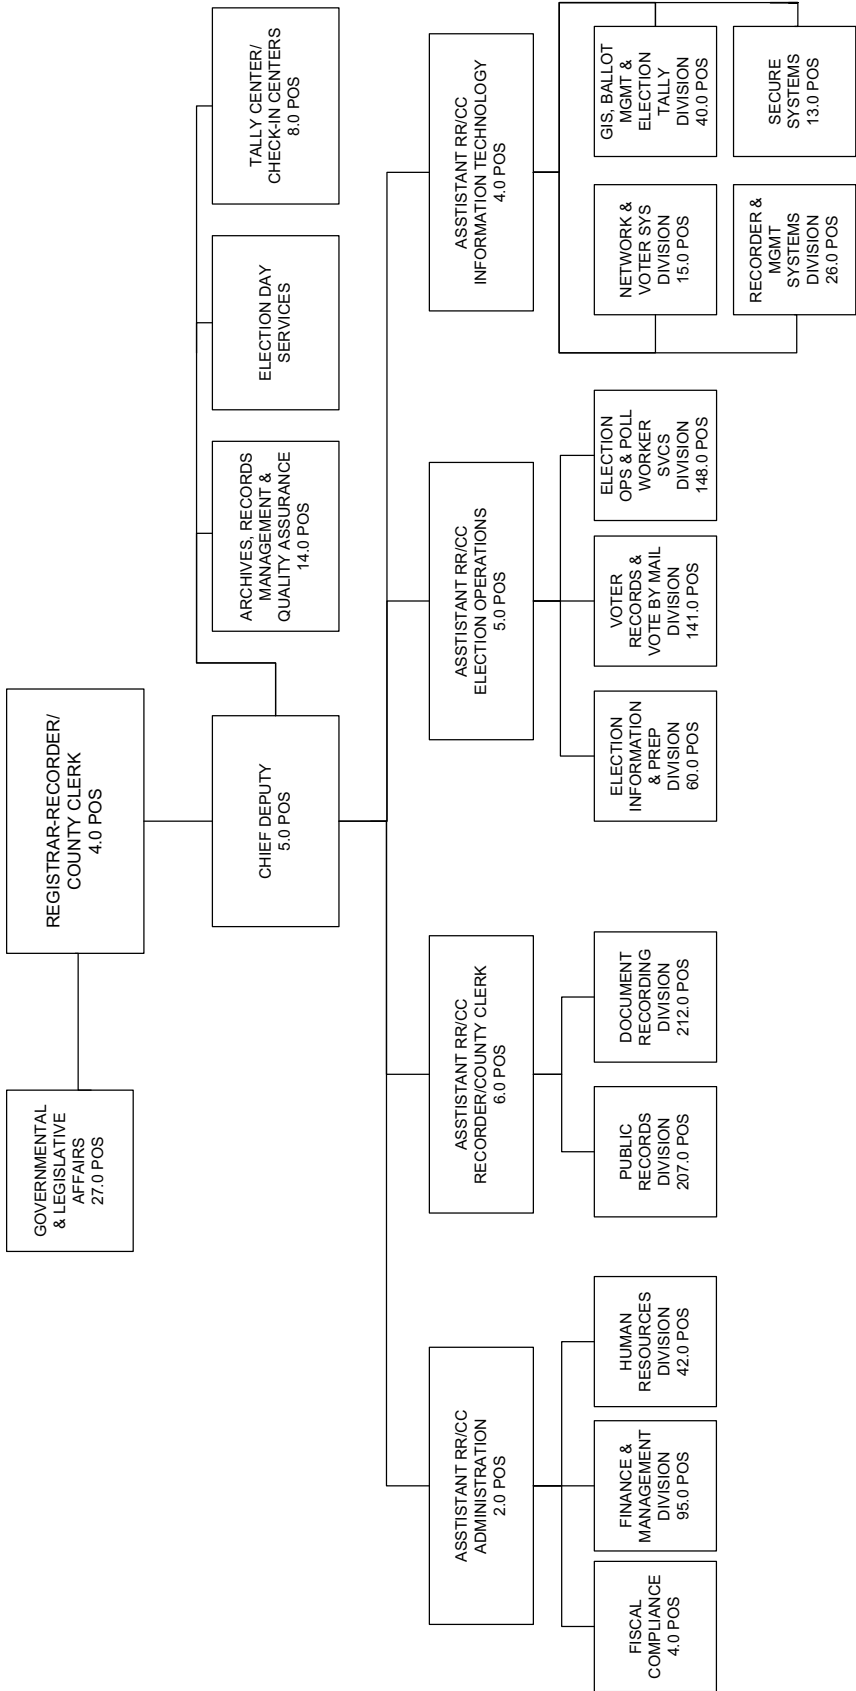 REGISTRAR-RECORDER/
COUNTY CLERK
4.0 POS
GOVERNMENTAL
& LEGISLATIVE
AFFAIRS
27.0 POS
CHIEF DEPUTY
5.0 POS
ARCHIVES, RECORDS
MANAGEMENT &
QUALITY ASSURANCE
14.0 POS
ELECTION DAY
SERVICES
TALLY CENTER/
CHECK-IN CENTERS
8.0 POS
ASSTISTANT RR/CC
ADMINISTRATION
2.0 POS
ASSTISTANT RR/CC
RECORDER/COUNTY CLERK
6.0 POS
ASSTISTANT RR/CC
ELECTION OPERATIONS
5.0 POS
ASSTISTANT RR/CC
INFORMATION TECHNOLOGY
4.0 POS
FISCAL
COMPLIANCE
4.0 POS
FINANCE &
MANAGEMENT
DIVISION
95.0 POS
HUMAN
RESOURCES
DIVISION
42.0 POS
PUBLIC
RECORDS
DIVISION
207.0 POS
DOCUMENT
RECORDING
DIVISION
212.0 POS
ELECTION
INFORMATION
& PREP
DIVISION
60.0 POS
VOTER
RECORDS &
VOTE BY MAIL
DIVISION
141.0 POS
ELECTION
OPS & POLL
WORKER
SVCS
DIVISION
148.0 POS
NETWORK &
VOTER SYS
DIVISION
15.0 POS
GIS, BALLOT
MGMT &
ELECTION
TALLY
DIVISION
40.0 POS
RECORDER &
MGMT
SYSTEMS
DIVISION
26.0 POS
SECURE
SYSTEMS
13.0 POS